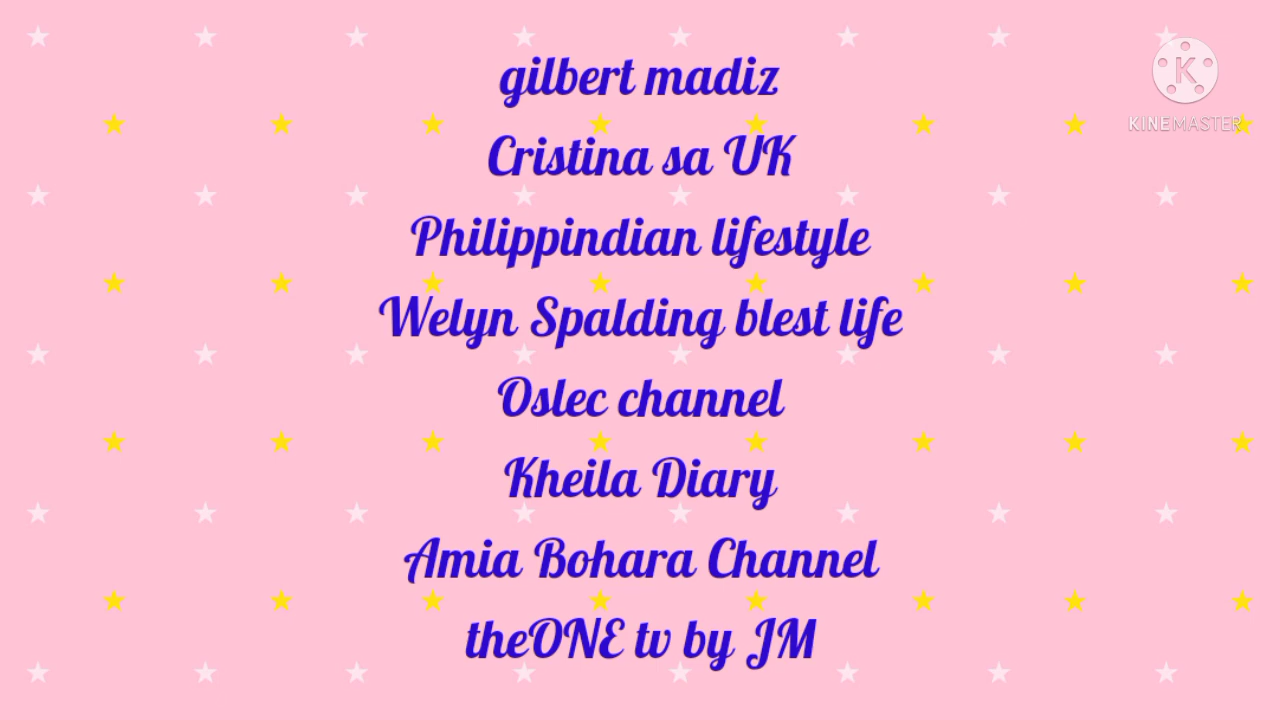 gilbert madiz
Cristina sa UK
Philippindian lifestyle
Welyn Spalding blest life
Oslec channel
Kheila Diary
Amia Bohara Channel
theONE tv by JM
K
KINEMASTER